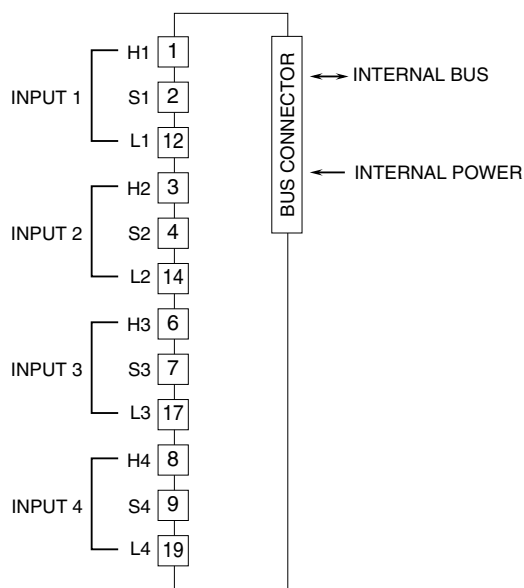 H1 1
INPUT 1 S1 2
L1 12
H2 3
INPUT 2 S2 4
L2 14
H3 6
INPUT 3 S3 7
L3 17
H4 8
INPUT 4 S4 9
L4 19
BUS CONNECTOR
INTERNAL BUS
INTERNAL POWER